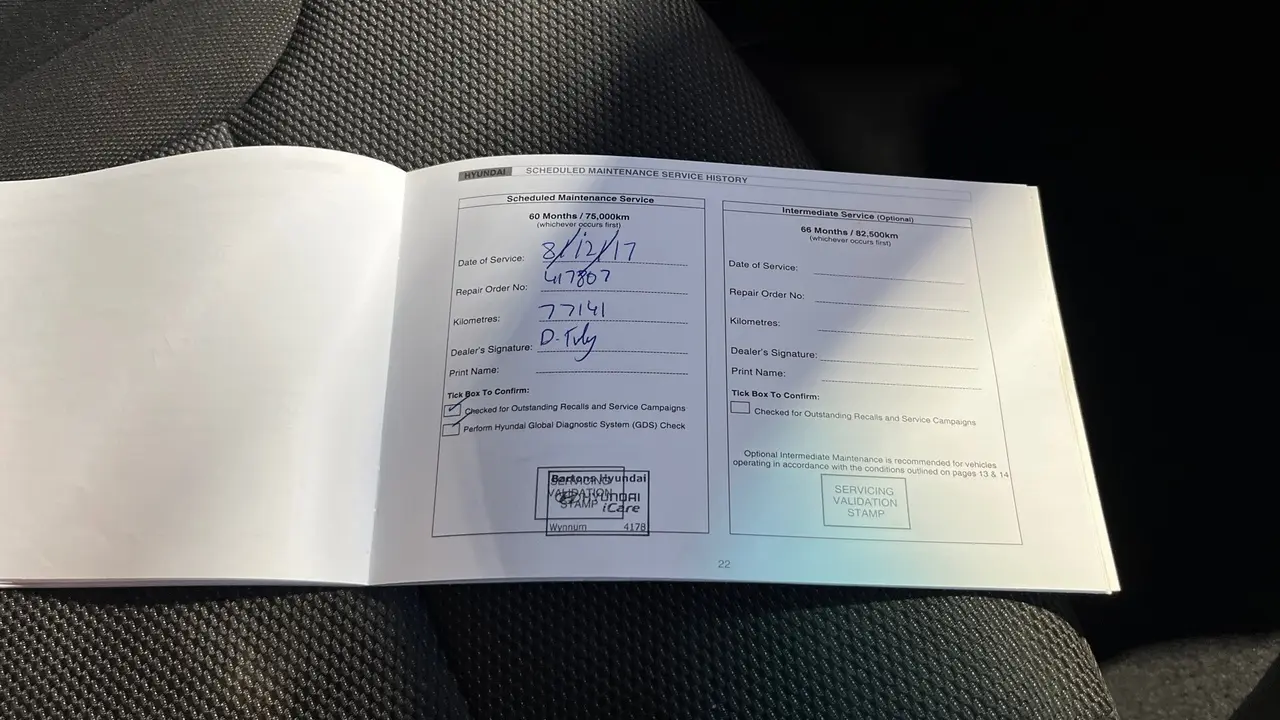 HYUNDAI SCHEDULED MAINTENANCE SERVICE HISTORY
Scheduled Maintenance Service
60 Months / 75,000km
(whichever occurs first)
Date of Service: 8/12/17
Repair Order No: 417807
Kilometres: 77141
Dealer's Signature: D.
Print Name:
Tick Box To Confirm:
Checked for Outstanding Recalls and Service Campaigns
Perform Hyundai Global Diagnostic System (GDS) Check
SERVICING
VALIDATION
STAMP
Bartons Hyundai
HYUNDAI
iCare
Wynnum 4178
Intermediate Service (Optional)
66 Months / 82,500km
(whichever occurs first)
Date of Service:
Repair Order No:
Kilometres:
Dealer's Signature:
Print Name:
Tick Box To Confirm:
Checked for Outstanding Recalls and Service Campaigns
Optional Intermediate Maintenance is recommended for vehicles
operating in accordance with the conditions outlined on pages 13 & 14
SERVICING
VALIDATION
STAMP
22